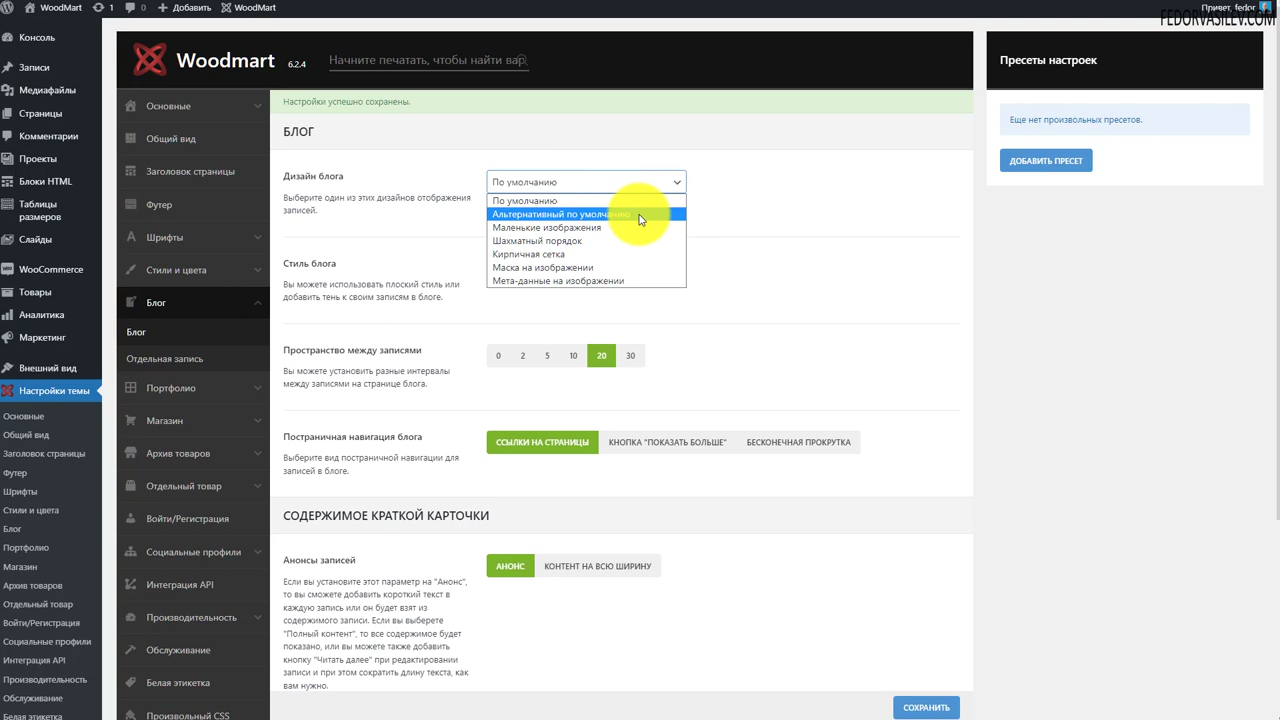 WoodMart 1 0 Добавить Привет, fedor
FEDORVASILEV.COM
Консоль
Записи
Медиафайлы
Страницы
Комментарии
Проекты
Блоки HTML
Таблицы размеров
Слайды
WooCommerce
Товары
Аналитика
Маркетинг
Внешний вид
Настройки темы
Основные
Общий вид
Заголовок страницы
Футер
Шрифты
Стили и цвета
Блог
Портфолио
Магазин
Архив товаров
Отдельный товар
Войти/Регистрация
Социальные профили
Интеграция API
Производительность
Обслуживание
Белая этикетка
Woodmart 6.2.4 Начните печатать, чтобы найти вар
Основные
Общий вид
Заголовок страницы
Футер
Шрифты
Стили и цвета
Блог
Блог
Отдельная запись
Портфолио
Магазин
Архив товаров
Отдельный товар
Войти/Регистрация
Социальные профили
Интеграция API
Производительность
Обслуживание
Белая этикетка
Произвольный CSS
Настройки успешно сохранены.
БЛОГ
Дизайн блога
Выберите один из этих дизайнов отображения
записей.
По умолчанию
По умолчанию
Альтернативный по умолчанию
Маленькие изображения
Шахматный порядок
Кирпичная сетка
Маска на изображении
Мета-данные на изображении
Стиль блога
Вы можете использовать плоский стиль или
добавить тень к своим записям в блоге.
Пространство между записями
Вы можете установить разные интервалы
между записями на странице блога.
0 2 5 10 20 30
Постраничная навигация блога
Выберите вид постраничной навигации для
записей в блоге.
ССЫЛКИ НА СТРАНИЦЫ КНОПКА "ПОКАЗАТЬ БОЛЬШЕ" БЕСКОНЕЧНАЯ ПРОКРУТКА
СОДЕРЖИМОЕ КРАТКОЙ КАРТОЧКИ
Анонсы записей
Если вы установите этот параметр на "Анонс",
то вы сможете добавить короткий текст в
каждую запись или он будет взят из
содержимого записи. Если вы выберете
"Полный контент", то все содержимое будет
показано, или вы можете также добавить
кнопку "Читать далее" при редактировании
записи и при этом сократить длину текста, как
вам нужно.
АНОНС КОНТЕНТ НА ВСЮ ШИРИНУ
СОХРАНИТЬ
Пресеты настроек
Еще нет произвольных пресетов.
ДОБАВИТЬ ПРЕСЕТ